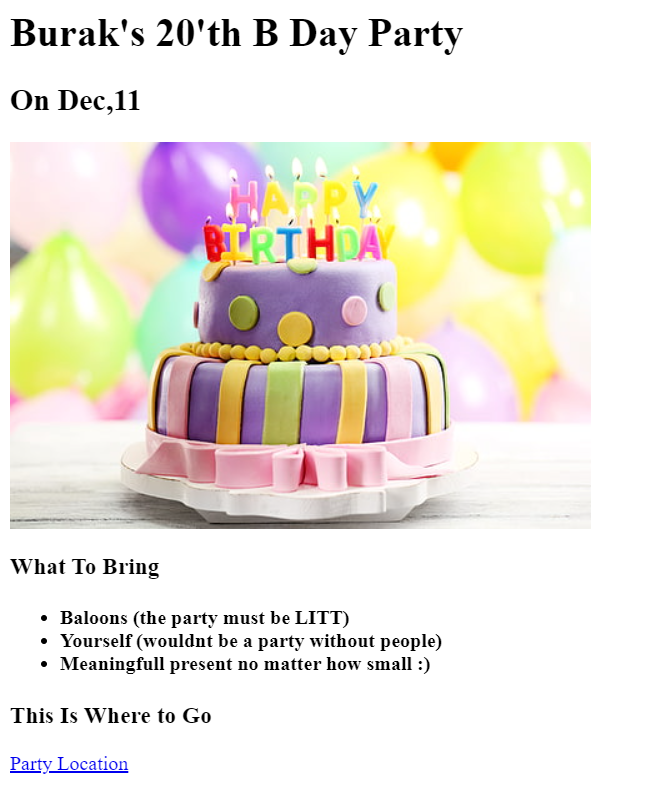 Burak's 20'th B Day Party
On Dec,11
HAPPY
BIRTHDAY
What To Bring
Baloons (the party must be LITT)
Yourself (wouldnt be a party without people)
Meaningfull present no matter how small :)
This Is Where to Go
Party Location